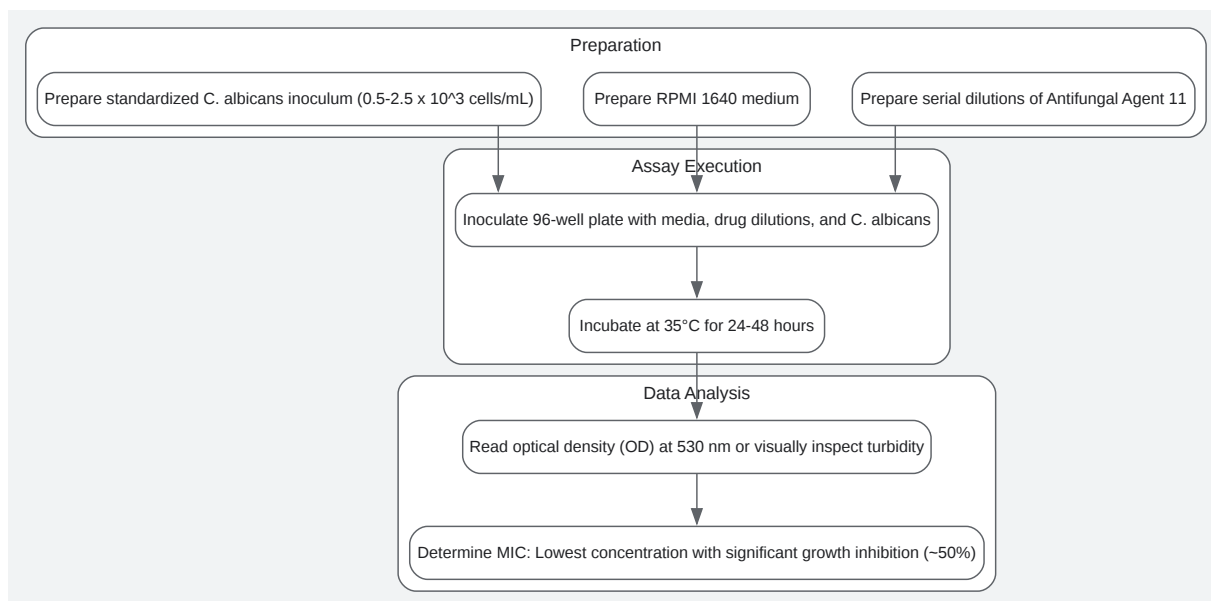 Preparation
Prepare standardized C. albicans inoculum (0.5-2.5 x 10^3 cells/mL)
Prepare RPMI 1640 medium
Prepare serial dilutions of Antifungal Agent 11
Assay Execution
Inoculate 96-well plate with media, drug dilutions, and C. albicans
Incubate at 35°C for 24-48 hours
Data Analysis
Read optical density (OD) at 530 nm or visually inspect turbidity
Determine MIC: Lowest concentration with significant growth inhibition (~50%)